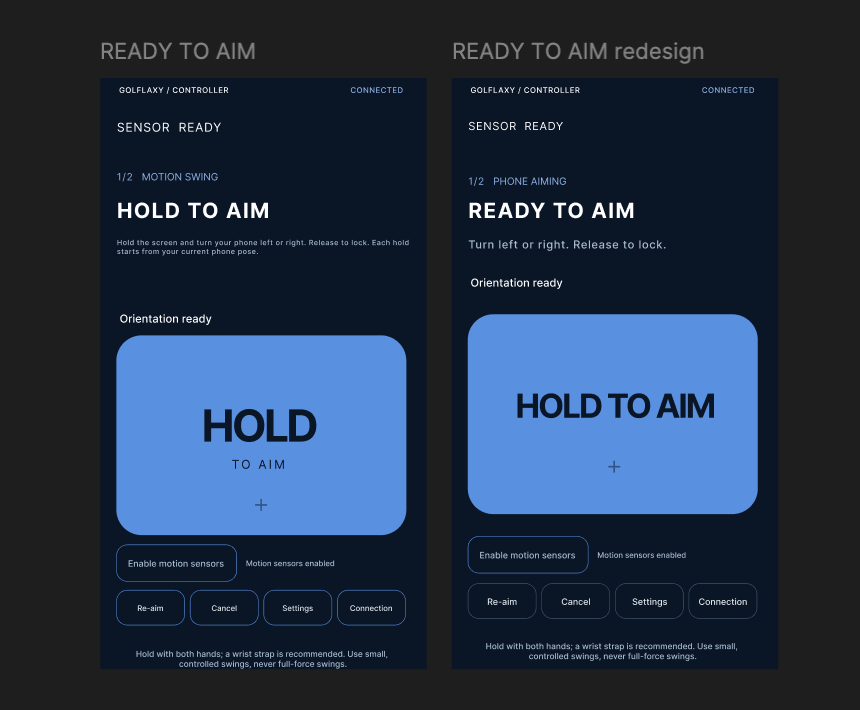 READY TO AIM
GOLFLAXY / CONTROLLER
CONNECTED
SENSOR READY
1/2 MOTION SWING
HOLD TO AIM
Hold the screen and turn your phone left or right. Release to lock. Each hold
starts from your current phone pose.
Orientation ready
HOLD
TO AIM
+
Enable motion sensors
Motion sensors enabled
Re-aim
Cancel
Settings
Connection
Hold with both hands; a wrist strap is recommended. Use small,
controlled swings, never full-force swings.
READY TO AIM redesign
GOLFLAXY / CONTROLLER
CONNECTED
SENSOR READY
1/2 PHONE AIMING
READY TO AIM
Turn left or right. Release to lock.
Orientation ready
HOLD TO AIM
+
Enable motion sensors
Motion sensors enabled
Re-aim
Cancel
Settings
Connection
Hold with both hands; a wrist strap is recommended. Use small,
controlled swings, never full-force swings.